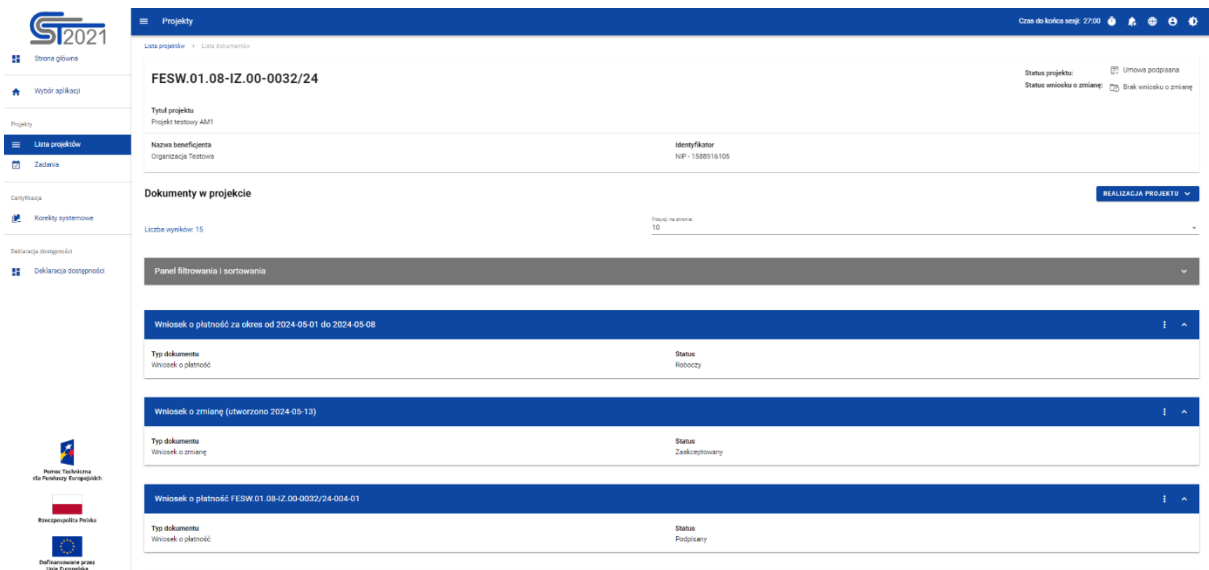 CST2021
Projekty
Czas do końca sesji: 27:00
Strona główna
Wybór aplikacji
Projekty
Lista projektów
Zadania
Certyfikacja
Korekty systemowe
Deklaracja dostępności
Deklaracja dostępności
Pomoc Techniczna
dla Funduszy Europejskich
Rzeczpospolita Polska
Dofinansowane przez
Unię Europejską
Lista projektów > Lista dokumentów
FESW.01.08-IZ.00-0032/24
Status projektu: Umowa podpisana
Status wniosku o zmianę: Brak wniosku o zmianę
Tytuł projektu
Projekt testowy AM1
Nazwa beneficjenta
Organizacja Testowa
Identyfikator
NIP - 1588916105
Dokumenty w projekcie
REALIZACJA PROJEKTU
Liczba wyników: 15
Pozycji na stronie:
10
Panel filtrowania i sortowania
Wniosek o płatność za okres od 2024-05-01 do 2024-05-08
Typ dokumentu
Wniosek o płatność
Status
Roboczy
Wniosek o zmianę (utworzono 2024-05-13)
Typ dokumentu
Wniosek o zmianę
Status
Zaakceptowany
Wniosek o płatność FESW.01.08-IZ.00-0032/24-004-01
Typ dokumentu
Wniosek o płatność
Status
Podpisany